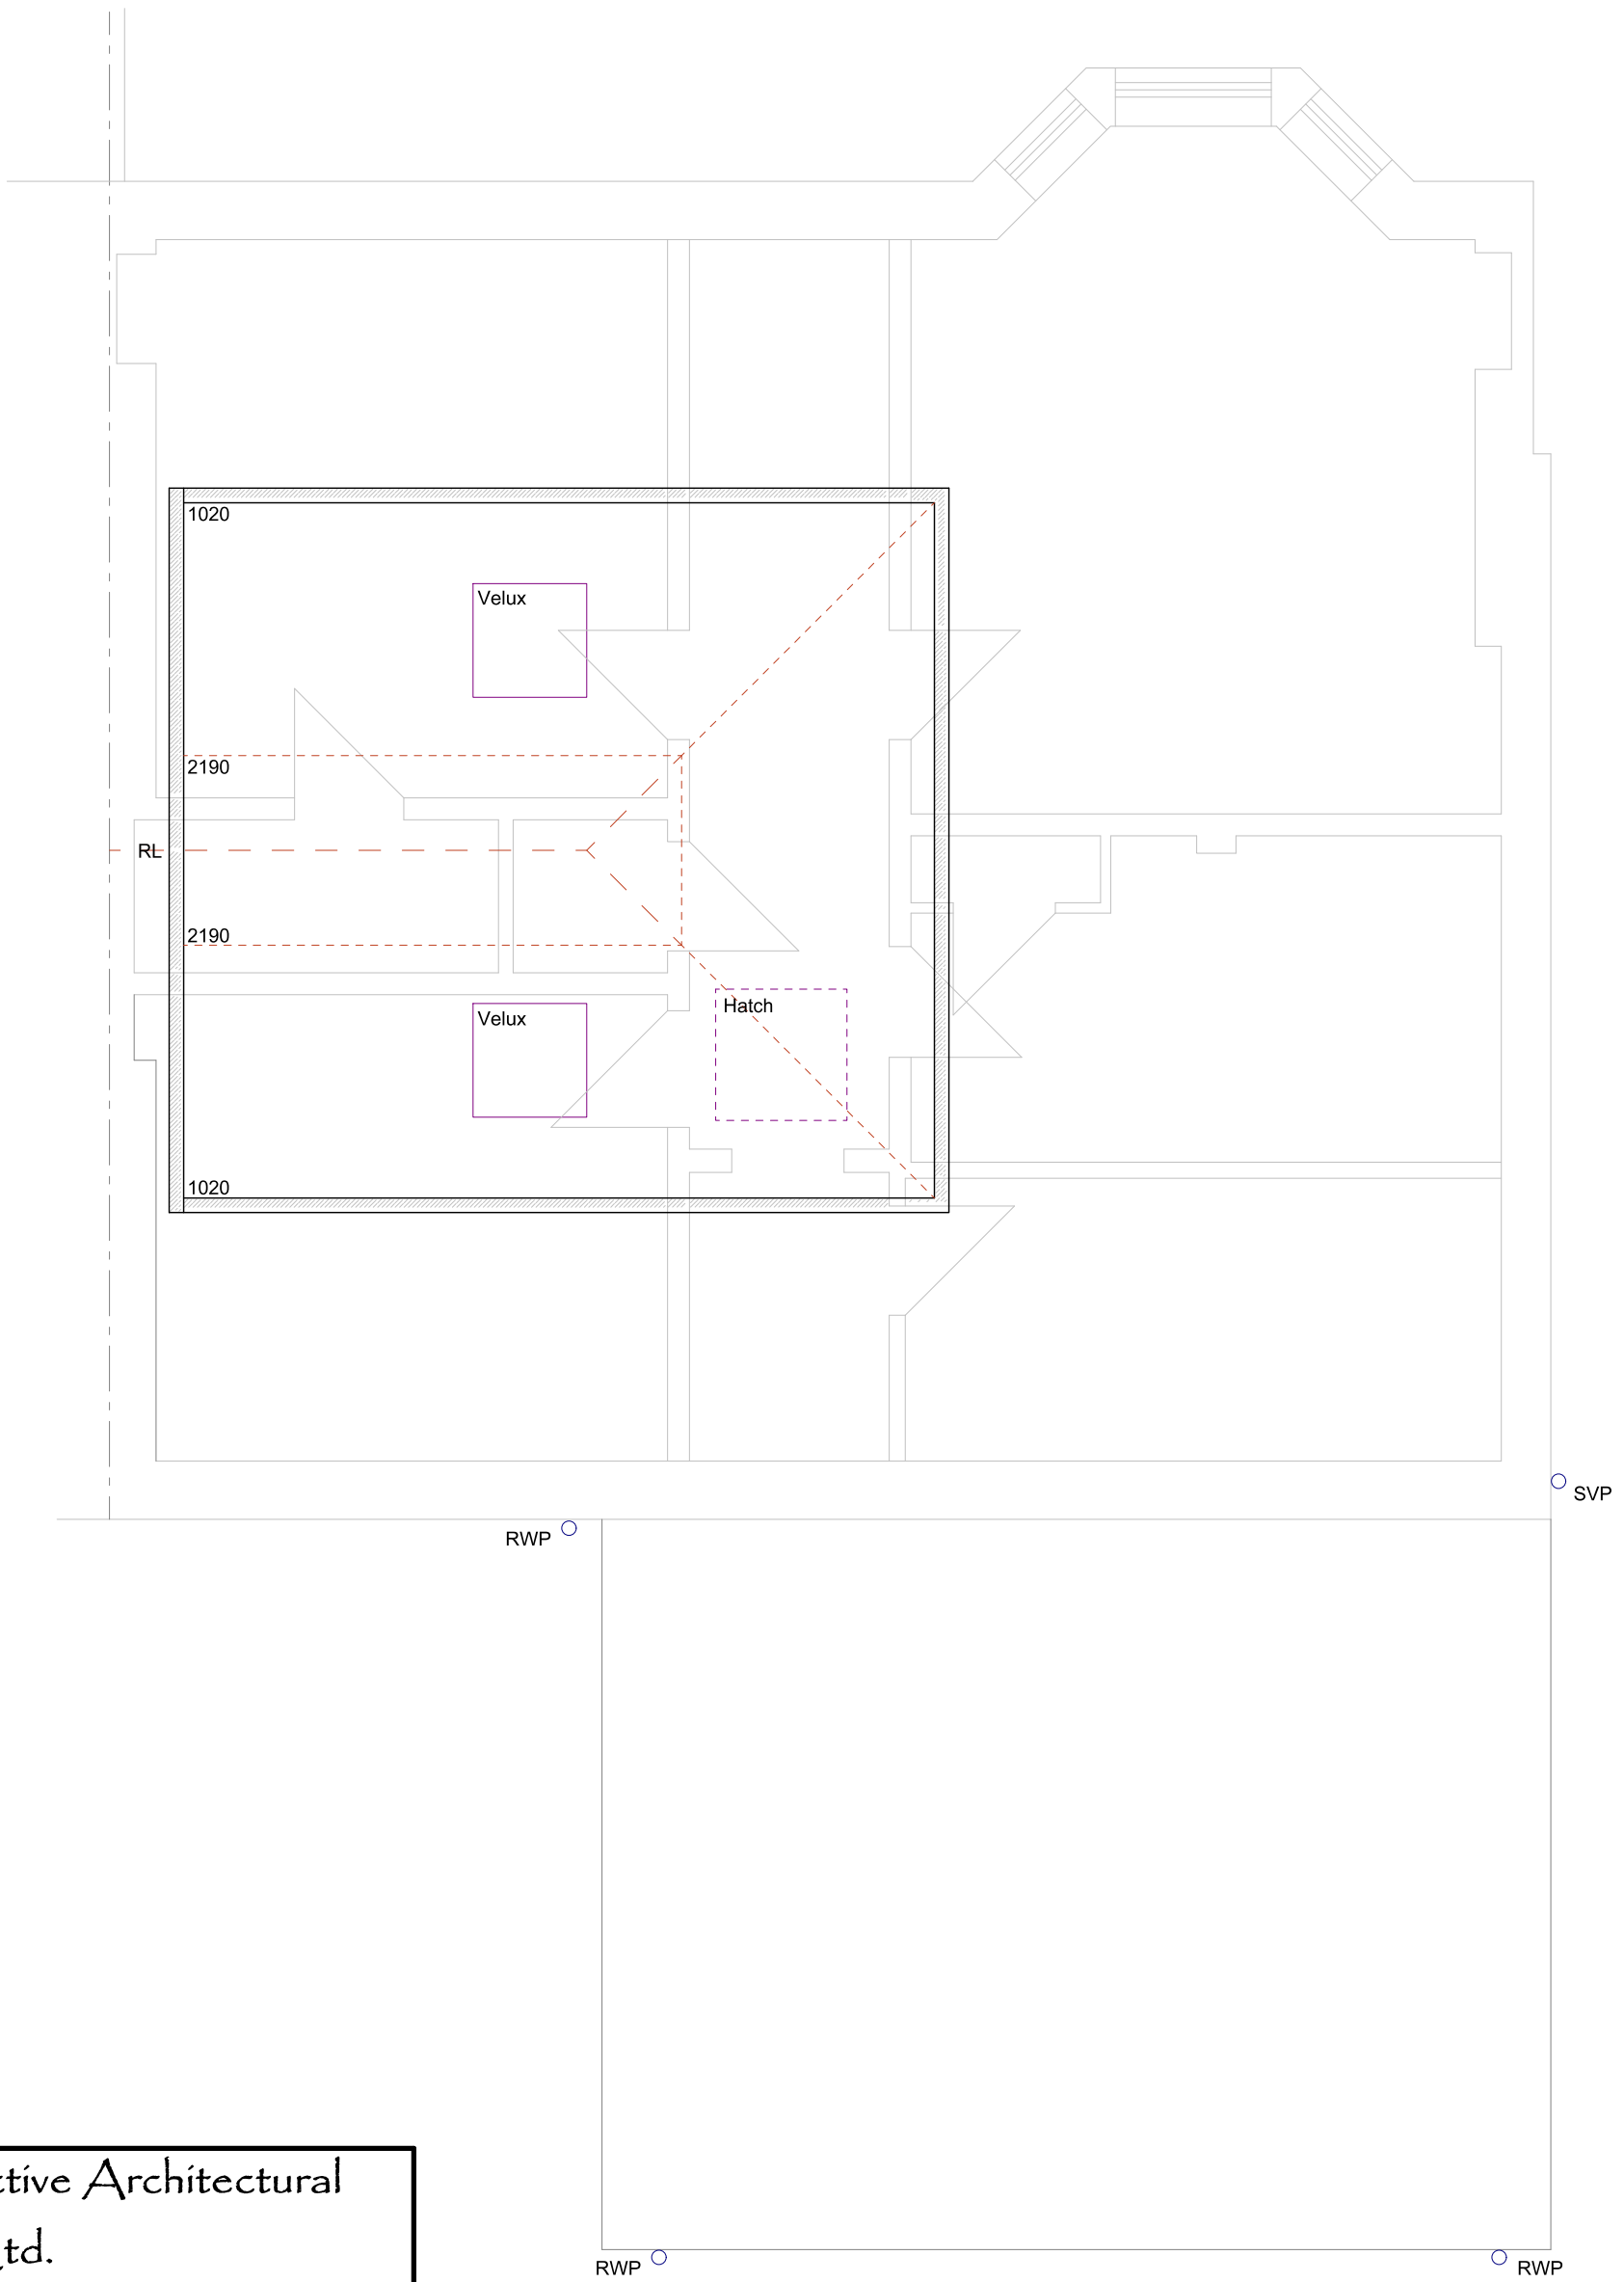 1020
Velux
2190
RL
2190
Hatch
Velux
1020
SVP
RWP
tive Architectural
td.
RWP
RWP